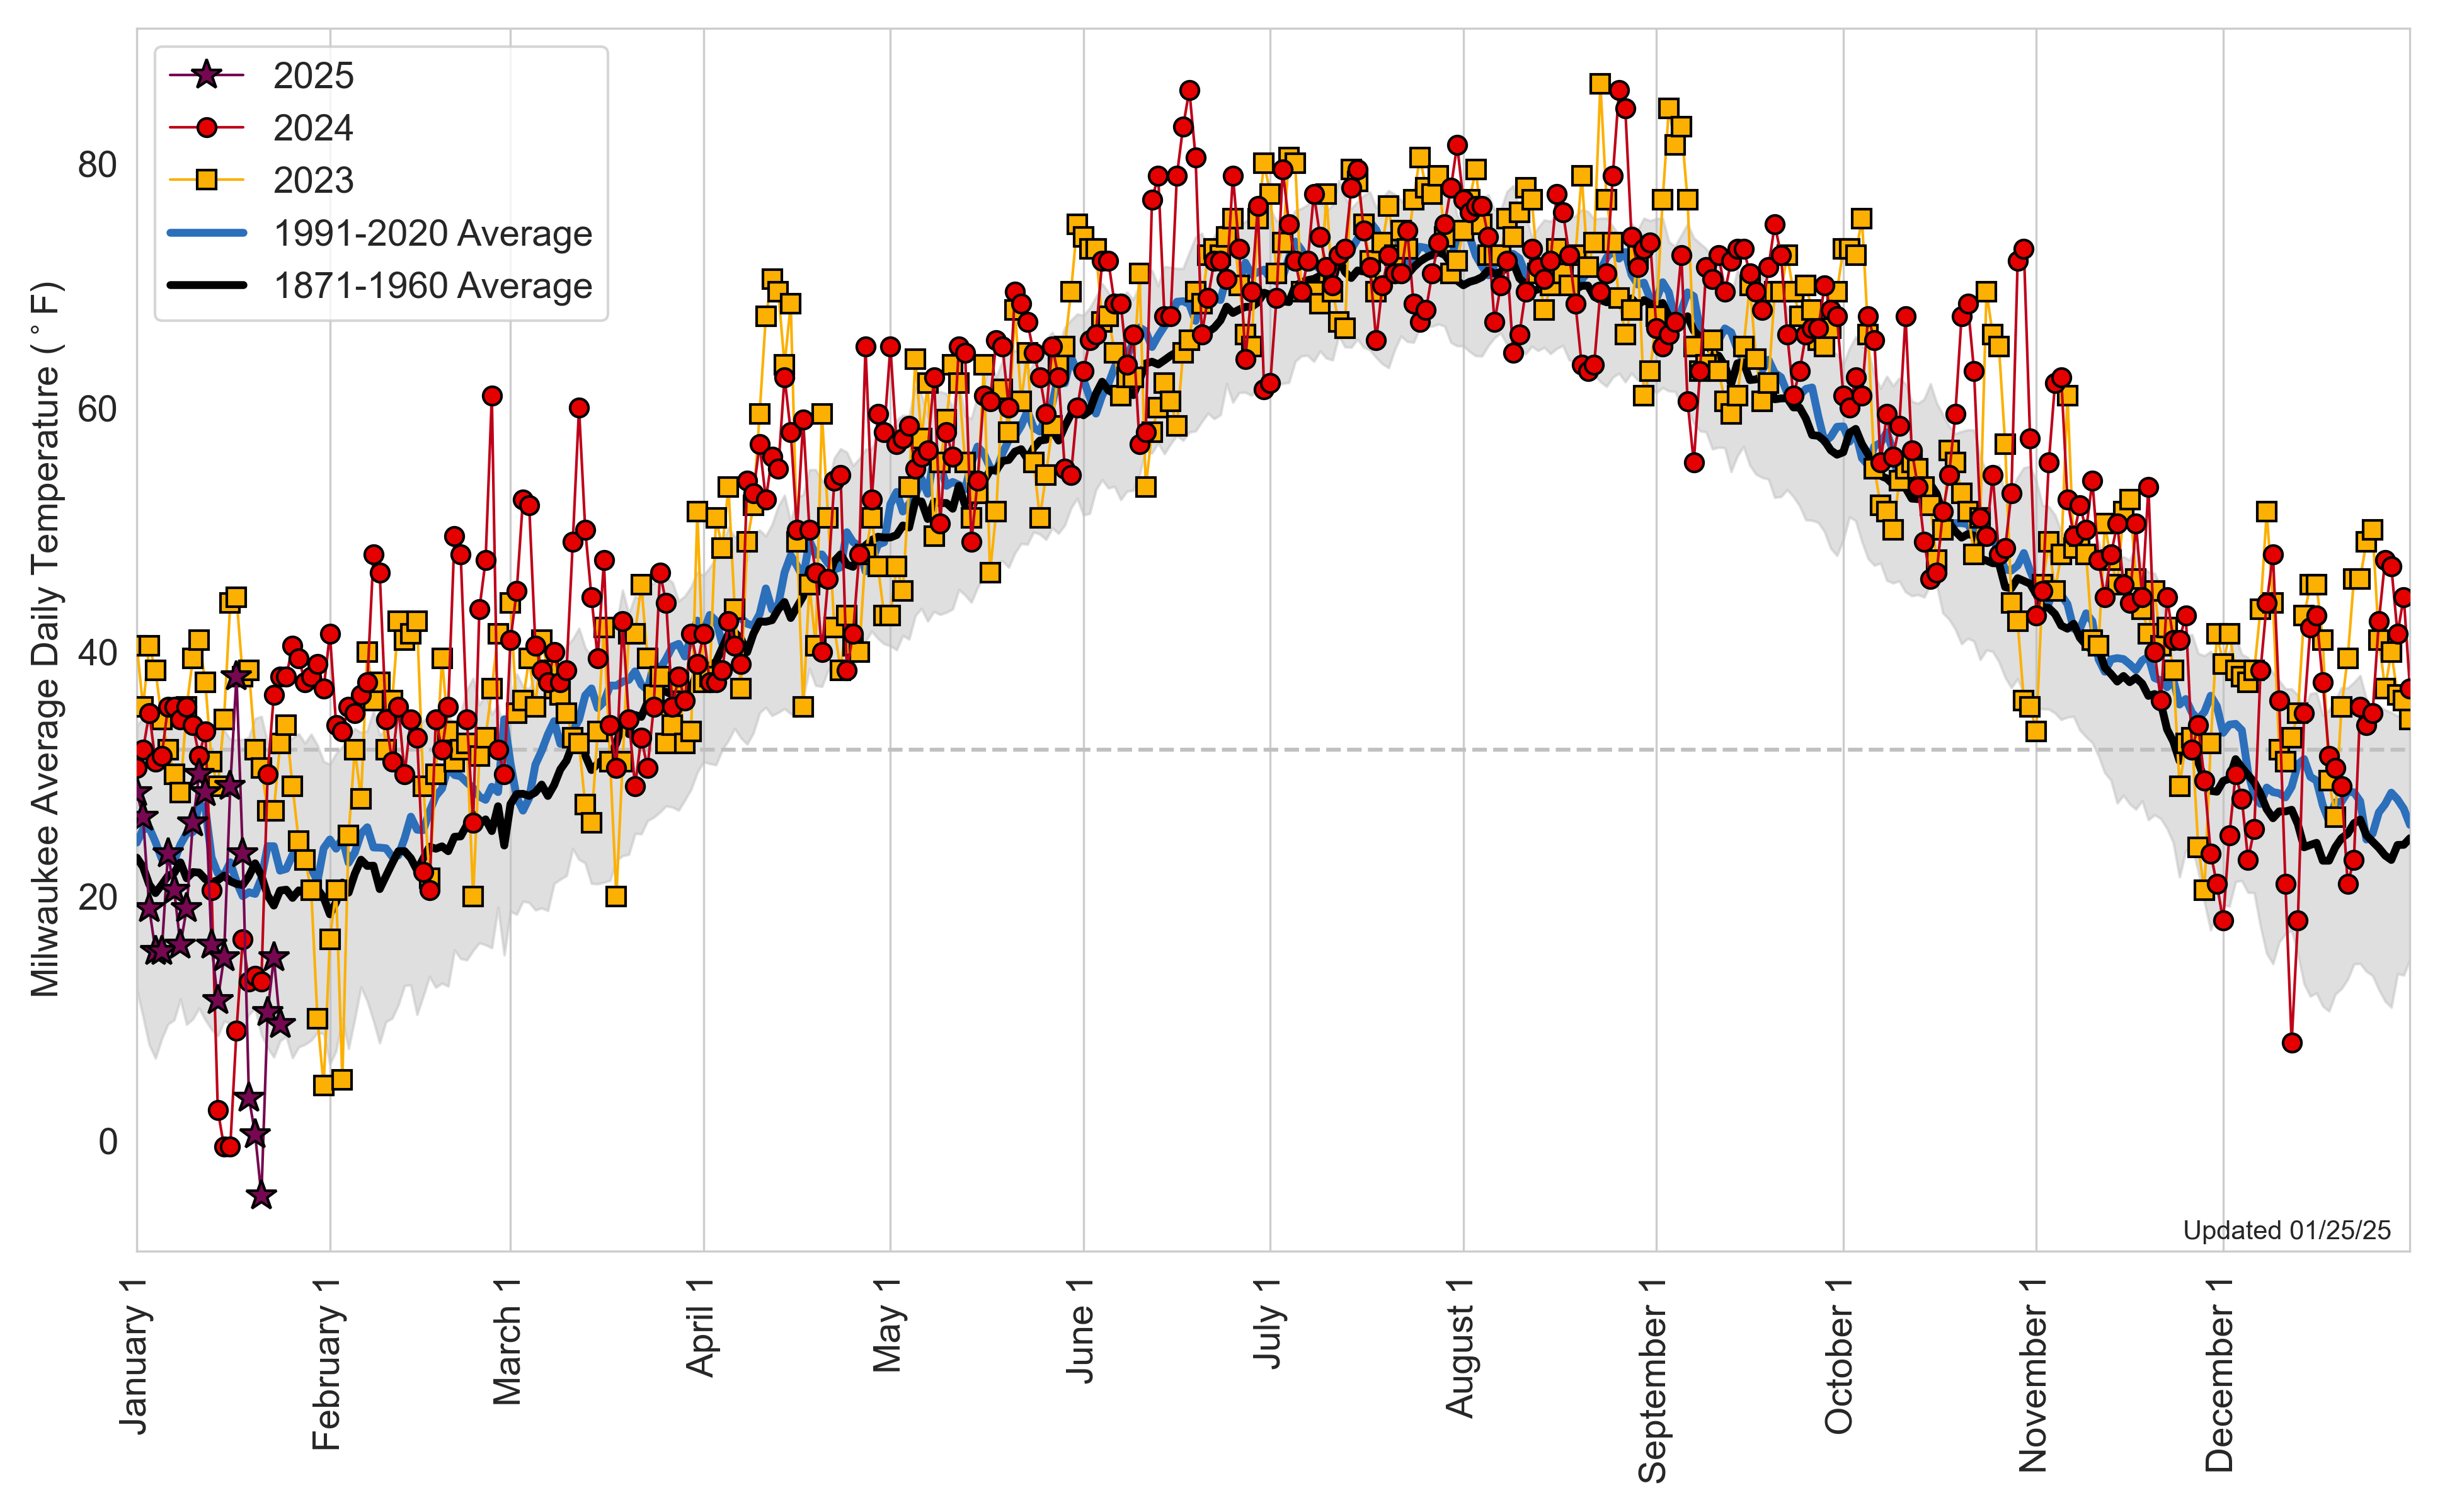 2025
2024
2023
1991-2020 Average
1871-1960 Average
Milwaukee Average Daily Temperature (°F)
80
60
40
20
0
Updated 01/25/25
January 1
February 1
March 1
April 1
May 1
June 1
July 1
August 1
September 1
October 1
November 1
December 1